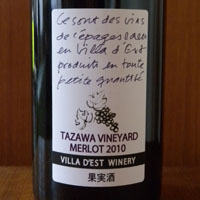 Ce sont des vins
de l'épages
en Villa d'Est
produits en toute
petite quantité.
TAZAWA VINEYARD
MERLOT 2010
VILLA D'EST WINERY
果実酒